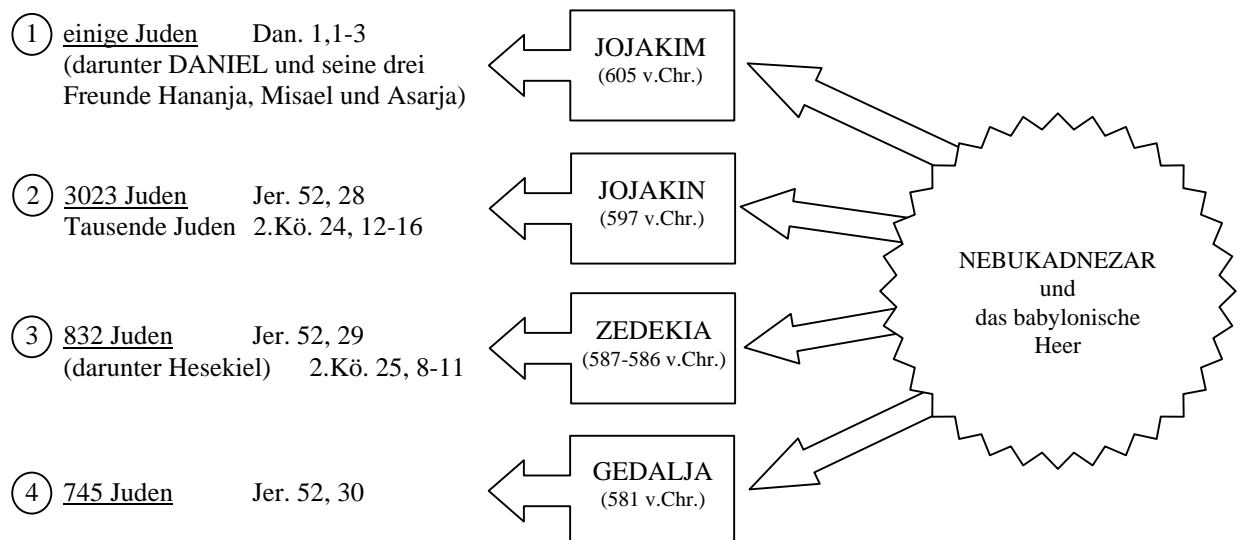 1 einige Juden Dan. 1,1-3
(darunter DANIEL und seine drei
Freunde Hananja, Misael und Asarja)
JOJAKIM
(605 v.Chr.)
2 3023 Juden Jer. 52, 28
Tausende Juden 2.Kö. 24, 12-16
JOJAKIN
(597 v.Chr.)
3 832 Juden Jer. 52, 29
(darunter Hesekiel) 2.Kö. 25, 8-11
ZEDEKIA
(587-586 v.Chr.)
4 745 Juden Jer. 52, 30
GEDALJA
(581 v.Chr.)
NEBUKADNEZAR
und
das babylonische
Heer